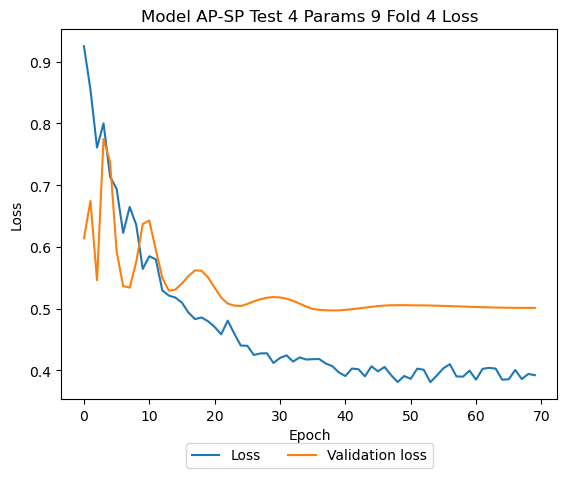 Model AP-SP Test 4 Params 9 Fold 4 Loss
Loss
0.9
0.8
0.7
0.6
0.5
0.4
0 10 20 30 40 50 60 70
Epoch
Loss Validation loss